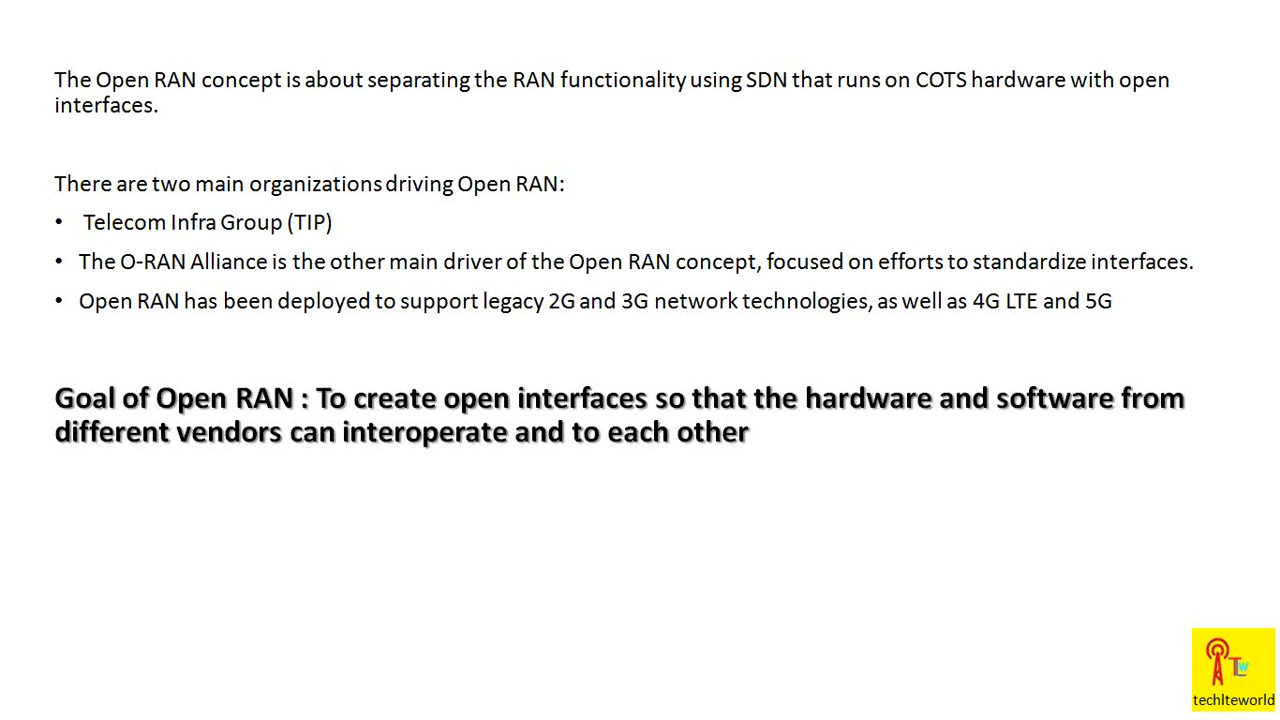 The Open RAN concept is about separating the RAN functionality using SDN that runs on COTS hardware with open
interfaces.
There are two main organizations driving Open RAN:
• Telecom Infra Group (TIP)
• The O-RAN Alliance is the other main driver of the Open RAN concept, focused on efforts to standardize interfaces.
• Open RAN has been deployed to support legacy 2G and 3G network technologies, as well as 4G LTE and 5G
Goal of Open RAN : To create open interfaces so that the hardware and software from
different vendors can interoperate and to each other
TLW
techlteworld